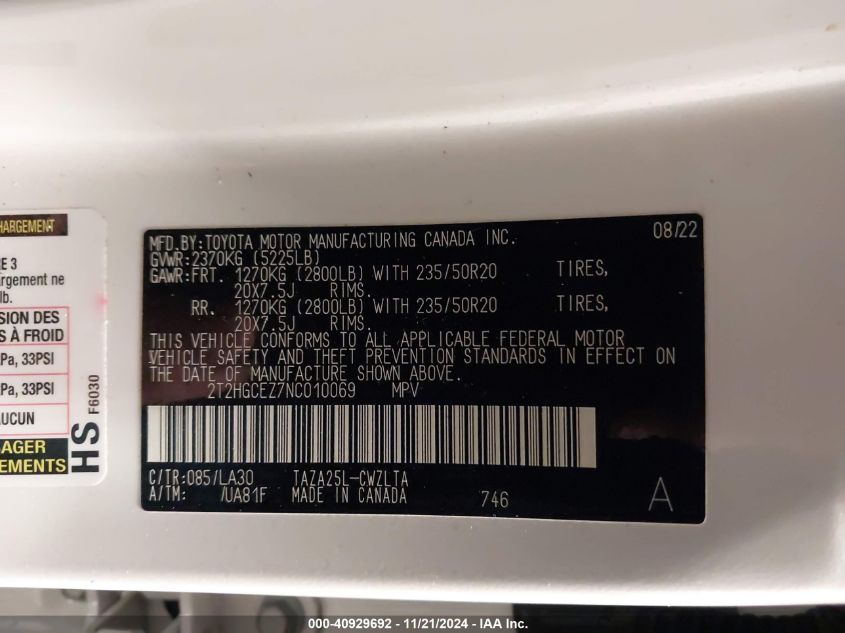 HARGEMENT
E 3
argement ne
lb.
SION DES
S À FROID
Pa, 33PSI
Pa, 33PSI
AUCUN
AGER
EMENTS
HS F6030
MFD.BY:TOYOTA MOTOR MANUFACTURING CANADA INC. 08/22
GVWR:2370KG (5225LB)
GAWR:FRT. 1270KG (2800LB) WITH 235/50R20 TIRES,
20X7.5J RIMS.
RR. 1270KG (2800LB) WITH 235/50R20 TIRES,
20X7.5J RIMS.
THIS VEHICLE CONFORMS TO ALL APPLICABLE FEDERAL MOTOR
VEHICLE SAFETY AND THEFT PREVENTION STANDARDS IN EFFECT ON
THE DATE OF MANUFACTURE SHOWN ABOVE.
2T2HGCEZ7NC010069 MPV
C/TR:085/LA30 TAZA25L-CWZLTA
A/TM: /UA81F MADE IN CANADA 746 A
000-40929692 - 11/21/2024 - IAA Inc.